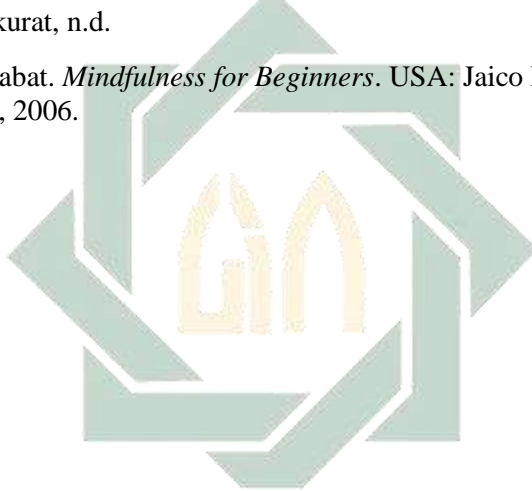 kurat, n.d.
abat. Mindfulness for Beginners. USA: Jaico
, 2006.